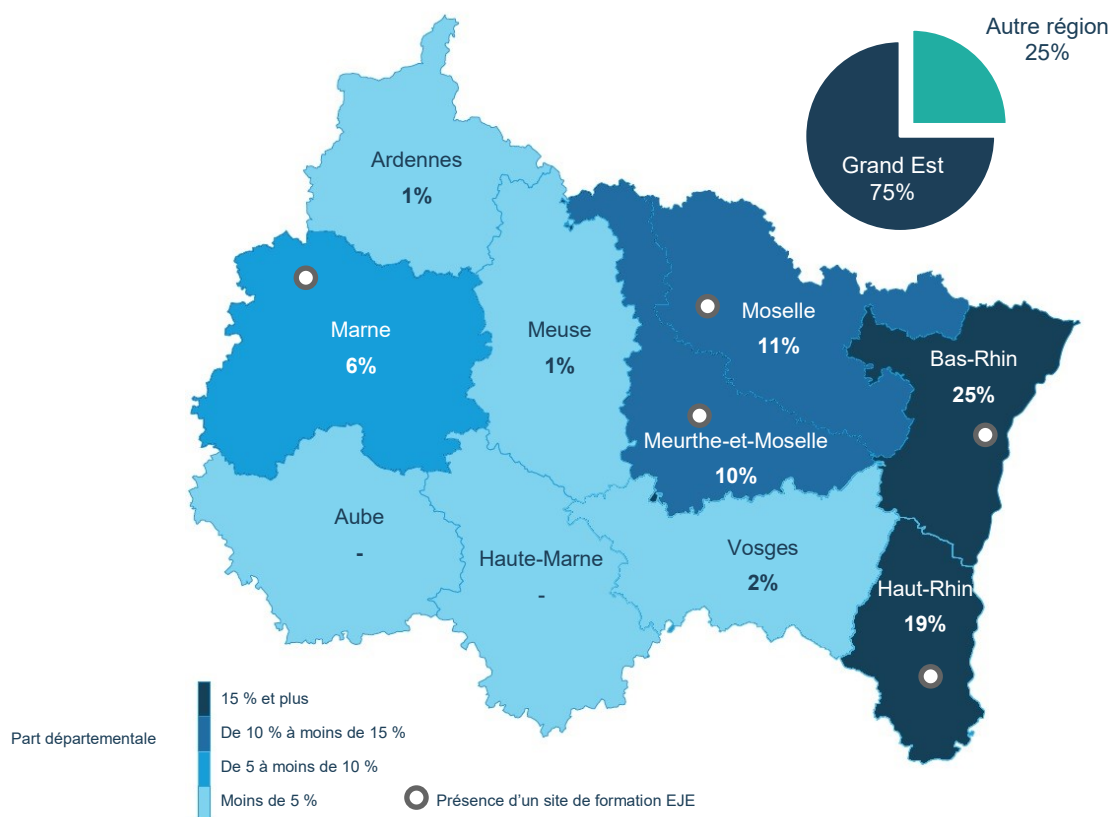 Autre région
25%
Grand Est
75%
Ardennes
1%
Marne
6%
Meuse
1%
Moselle
11%
Bas-Rhin
25%
Meurthe-et-Moselle
10%
Aube
-
Haute-Marne
-
Vosges
2%
Haut-Rhin
19%
Part départementale
15 % et plus
De 10 % à moins de 15 %
De 5 à moins de 10 %
Moins de 5 %
Présence d'un site de formation EJE